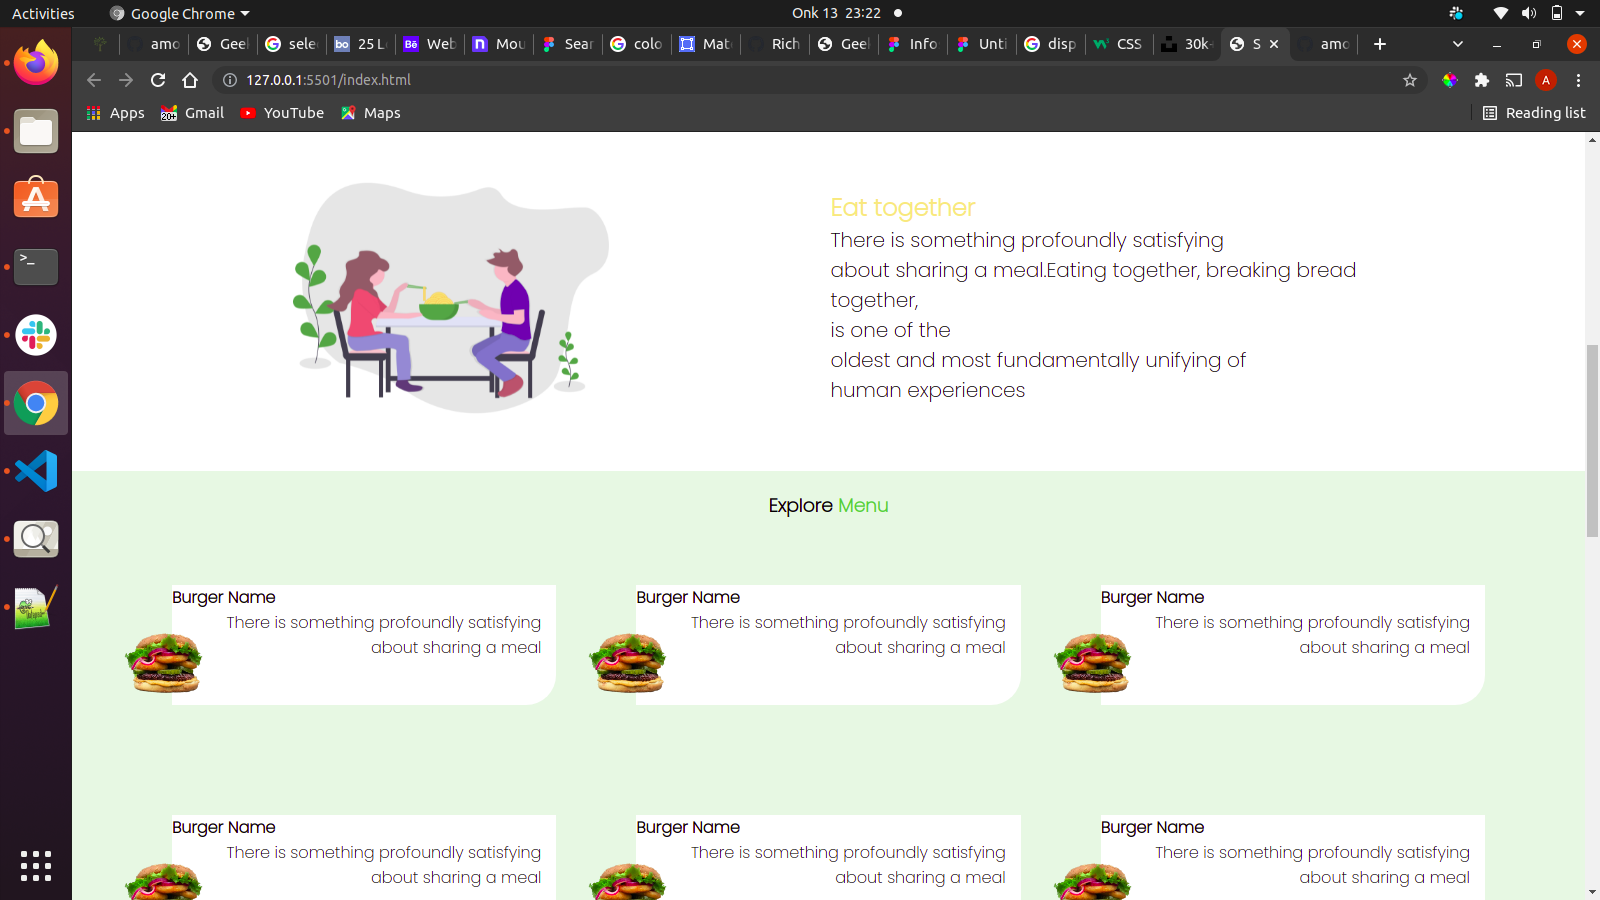 Activities Google Chrome Onk 13 23:22
amo Geel selec 25 L Web Mou Sear colo Mate Rich Geek Info Unti disp CSS 30k- S amo
127.0.0.1:5501/index.html A
Apps 20+ Gmail YouTube Maps Reading list
Eat together
There is something profoundly satisfying
about sharing a meal.Eating together, breaking bread
together,
is one of the
oldest and most fundamentally unifying of
human experiences
Explore Menu
Burger Name
There is something profoundly satisfying
about sharing a meal
Burger Name
There is something profoundly satisfying
about sharing a meal
Burger Name
There is something profoundly satisfying
about sharing a meal
Burger Name
There is something profoundly satisfying
about sharing a meal
Burger Name
There is something profoundly satisfying
about sharing a meal
Burger Name
There is something profoundly satisfying
about sharing a meal